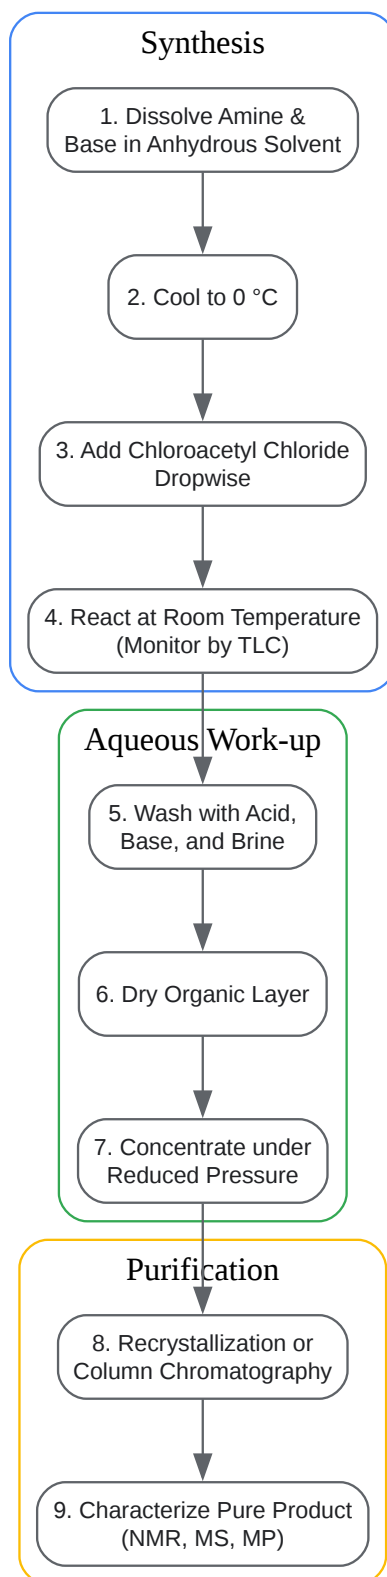 Synthesis
1. Dissolve Amine &
Base in Anhydrous Solvent
2. Cool to 0 °C
3. Add Chloroacetyl Chloride
Dropwise
4. React at Room Temperature
(Monitor by TLC)
Aqueous Work-up
5. Wash with Acid,
Base, and Brine
6. Dry Organic Layer
7. Concentrate under
Reduced Pressure
Purification
8. Recrystallization or
Column Chromatography
9. Characterize Pure Product
(NMR, MS, MP)